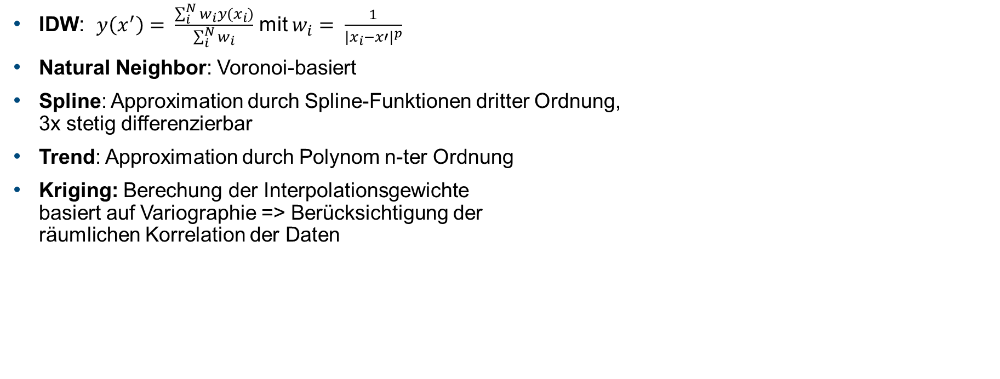 • IDW: y(x′) = \frac{\sum_i^N w_i y(x_i)}{\sum_i^N w_i} mit w_i = \frac{1}{|x_i−x′|^p}
• Natural Neighbor: Voronoi-basiert
• Spline: Approximation durch Spline-Funktionen dritter Ordnung,
3x stetig differenzierbar
• Trend: Approximation durch Polynom n-ter Ordnung
• Kriging: Berechung der Interpolationsgewichte
basiert auf Variographie => Berücksichtigung der
räumlichen Korrelation der Daten